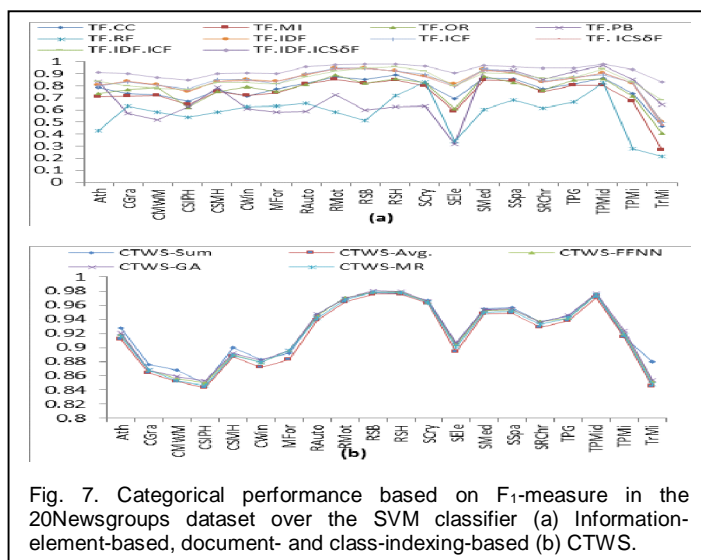 TF.CC TF.MI TF.OR TF.PB
TF.RF TF.IDF TF.ICF TF. ICSδF
TF.IDF.ICF TF.IDF.ICSδF
1
0.9
0.8
0.7
0.6
0.5
0.4
0.3
0.2
0.1
0
Ath CGra CMWM CSIPH CSMH CWin MFor RAuto RMot RSB RSH SCry SEle SMed SSpa SRChr TPG TPMid TPMi TrMi
(a)
CTWS-Sum CTWS-Avg. CTWS-FFNN
CTWS-GA CTWS-MR
1
0.98
0.96
0.94
0.92
0.9
0.88
0.86
0.84
0.82
0.8
Ath CGra CMWM CSIPH CSMH CWin MFor RAuto RMot RSB RSH SCry SEle SMed SSpa SRChr TPG TPMid TPMi TrMi
(b)
Fig. 7. Categorical performance based on F₁-measure in the
20Newsgroups dataset over the SVM classifier (a) Information-
element-based, document- and class-indexing-based (b) CTWS.